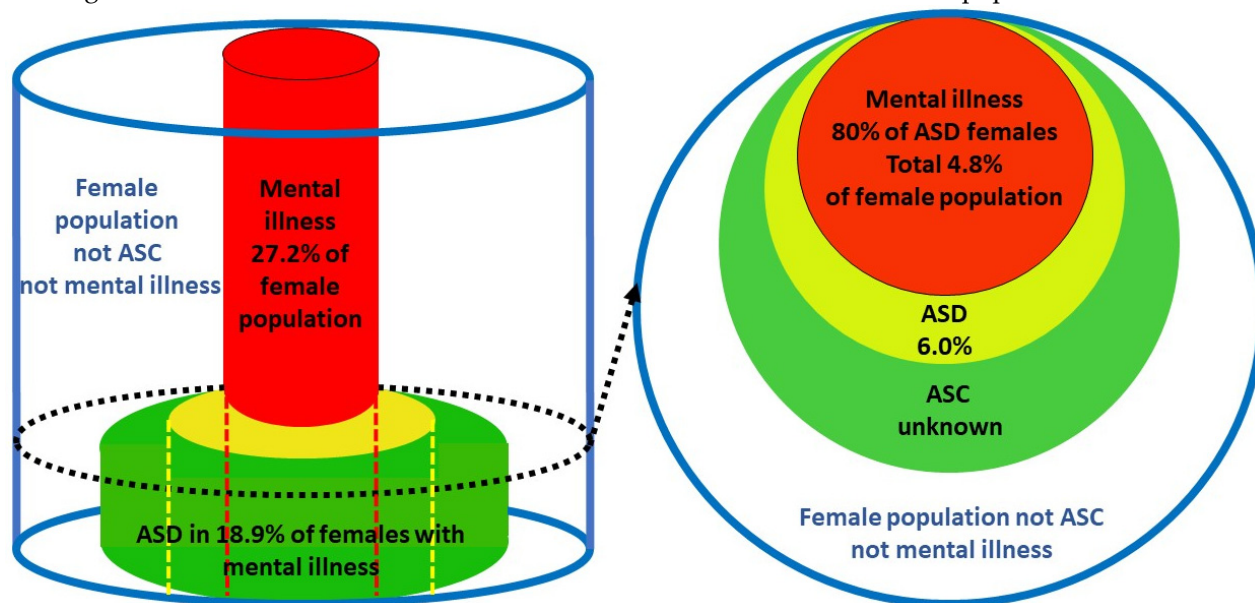 Female
population
not ASC
not mental illness
Mental
illness
27.2% of
female
population
ASD in 18.9% of females with
mental illness
Mental illness
80% of ASD females
Total 4.8%
of female population
ASD
6.0%
ASC
unknown
Female population not ASC
not mental illness